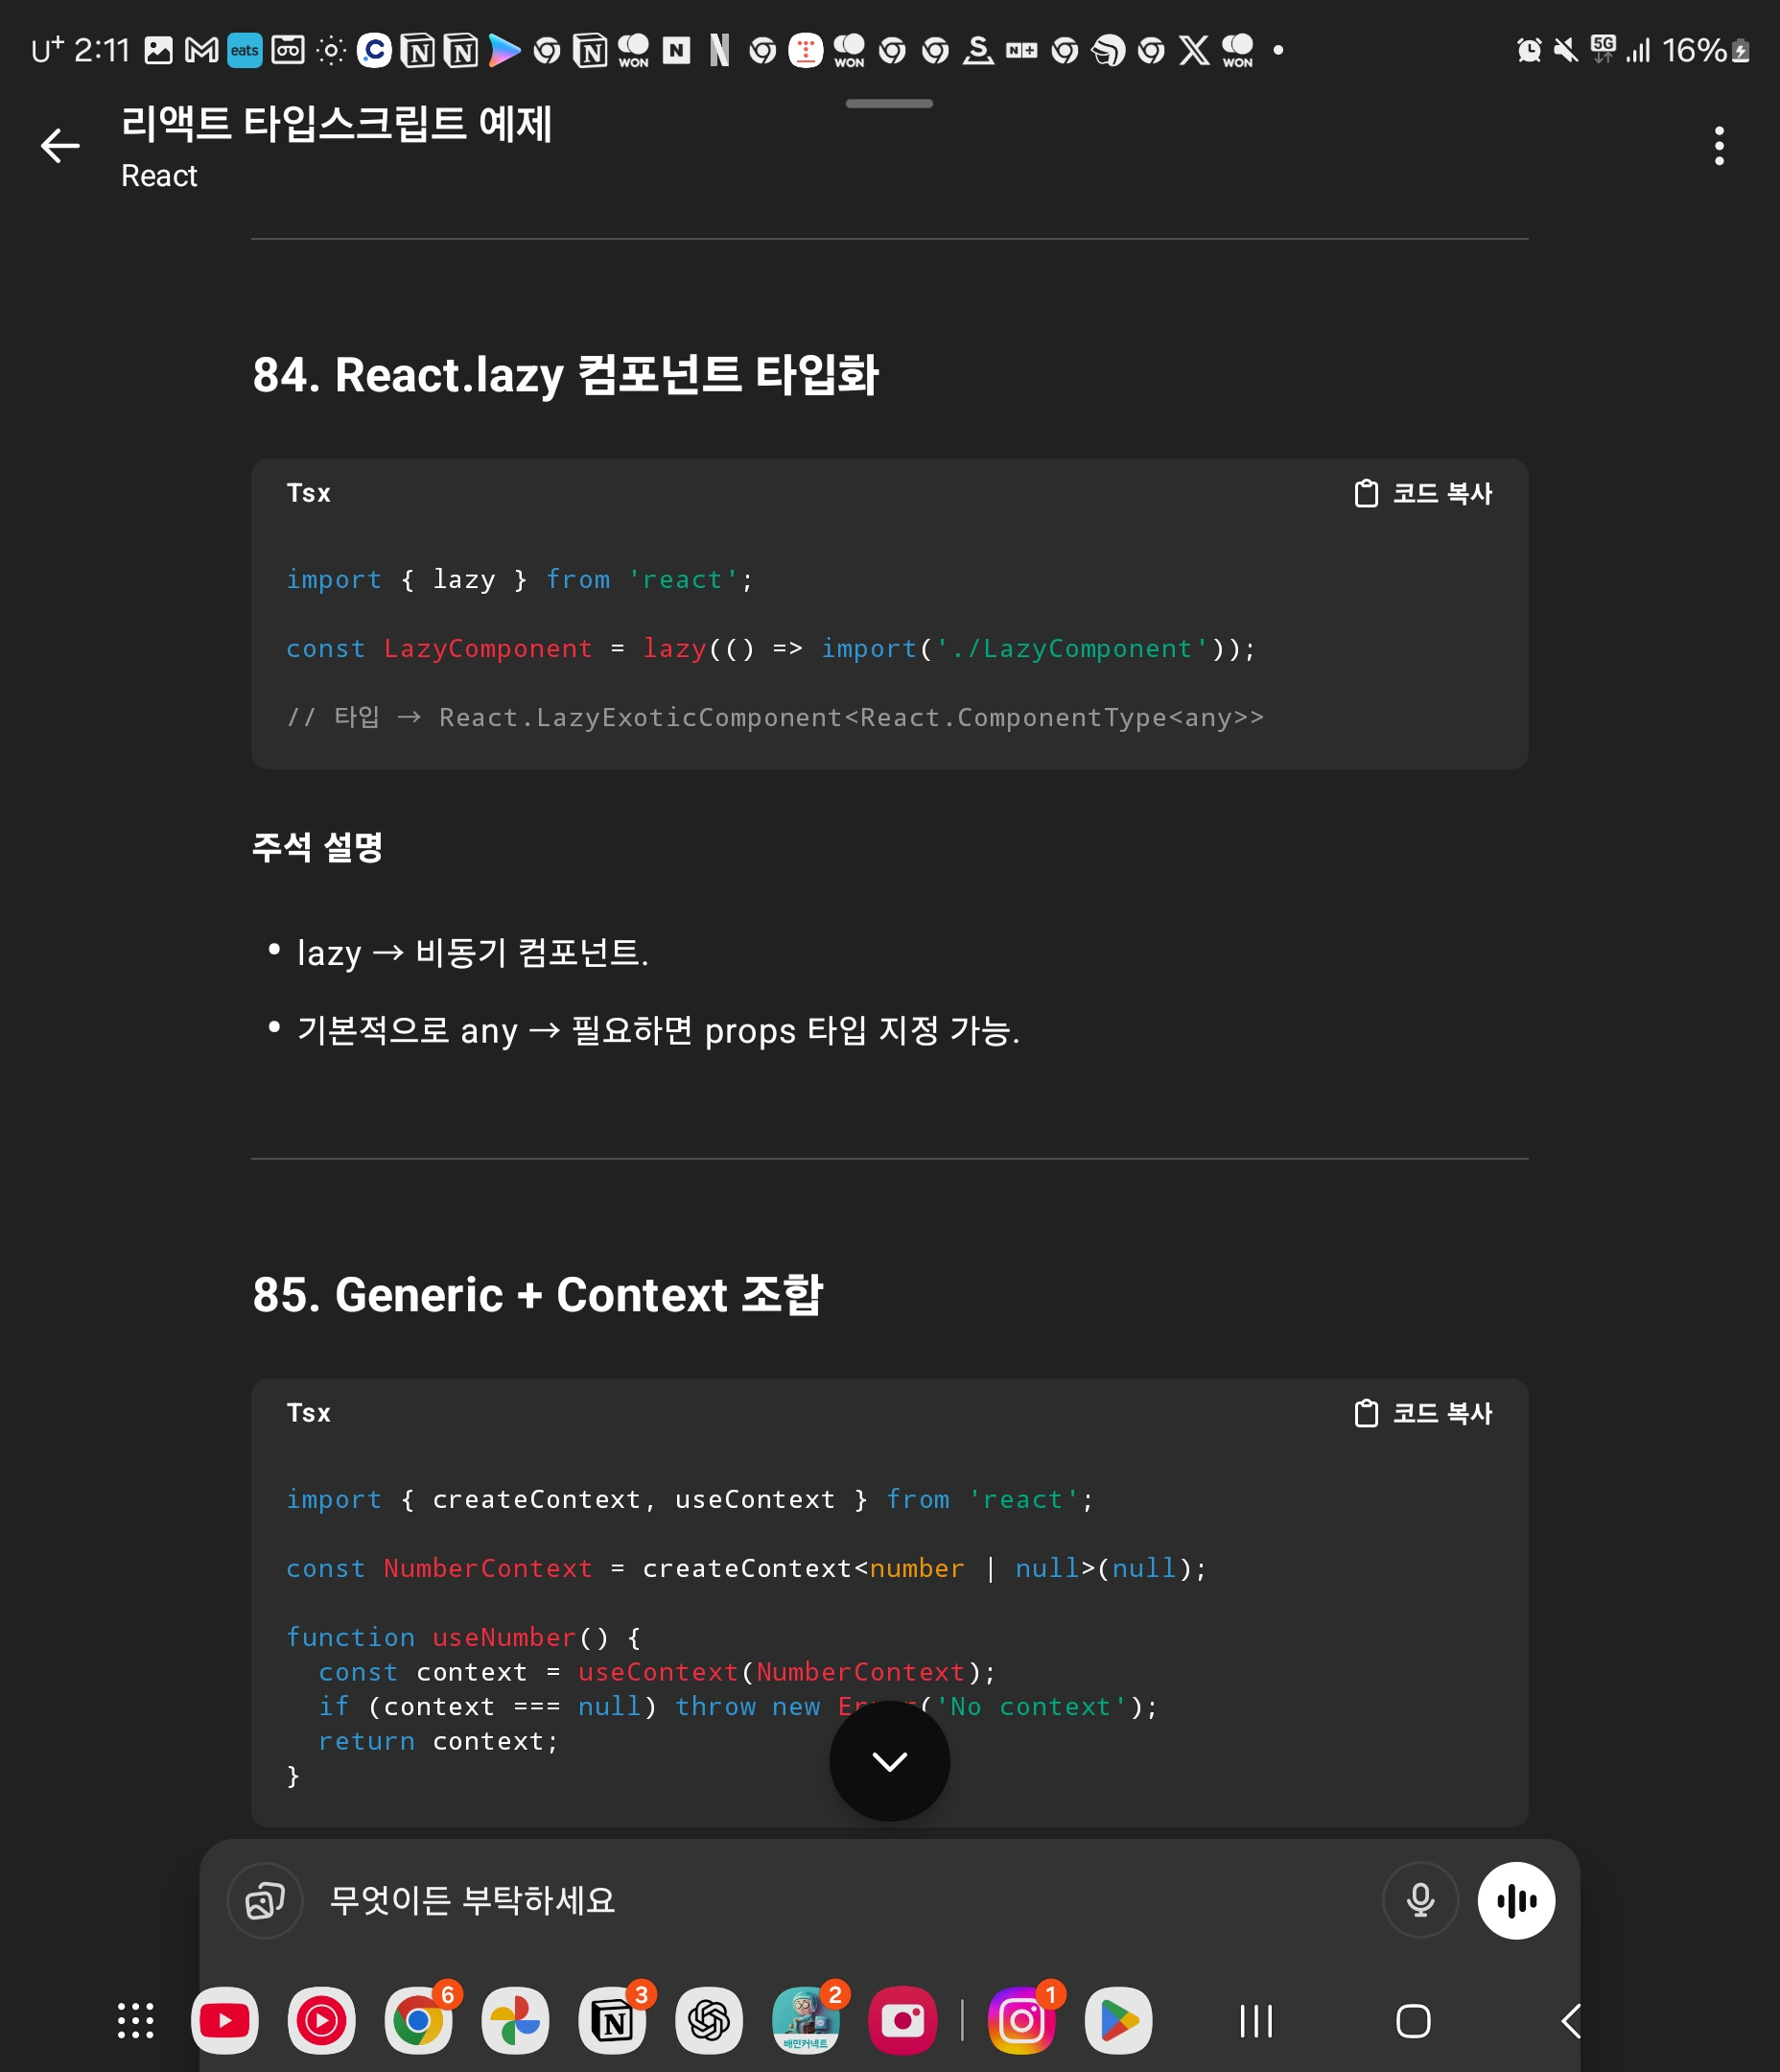 U+ 2:11 eats WON N WON N+ WON 5G 16%
리액트 타입스크립트 예제
React
84. React.lazy 컴포넌트 타입화
Tsx 코드 복사
import { lazy } from 'react';
const LazyComponent = lazy(() => import('./LazyComponent'));
// 타입 → React.LazyExoticComponent<React.ComponentType<any>>
주석 설명
• lazy → 비동기 컴포넌트.
• 기본적으로 any → 필요하면 props 타입 지정 가능.
85. Generic + Context 조합
Tsx 코드 복사
import { createContext, useContext } from 'react';
const NumberContext = createContext<number | null>(null);
function useNumber() {
const context = useContext(NumberContext);
if (context === null) throw new ('No context');
return context;
}
무엇이든 부탁하세요
6 3 2 1
배민커넥트